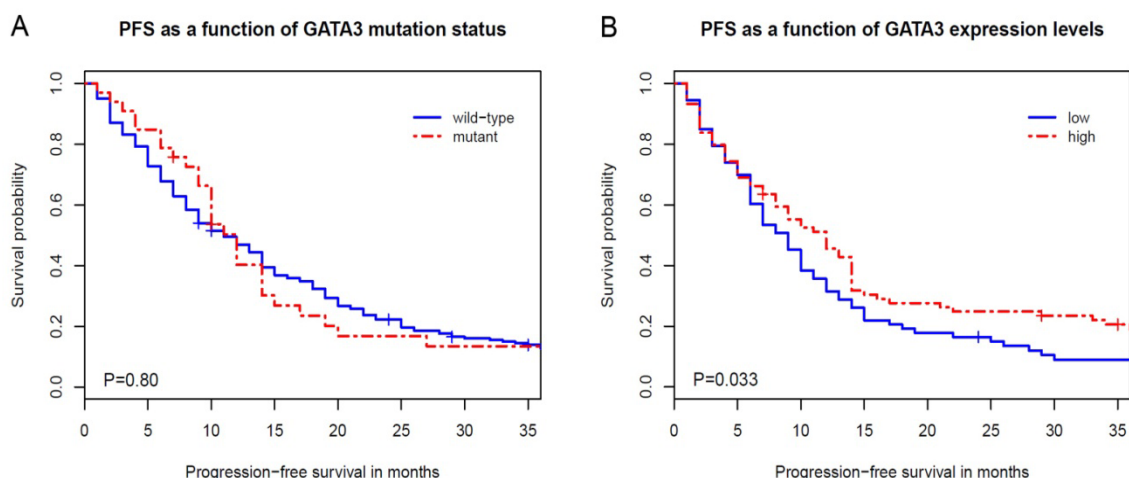 A
PFS as a function of GATA3 mutation status
Survival probability
1.0
0.8
0.6
0.4
0.2
0.0
wild-type
mutant
P=0.80
0 5 10 15 20 25 30 35
Progression-free survival in months
B
PFS as a function of GATA3 expression levels
Survival probability
1.0
0.8
0.6
0.4
0.2
0.0
low
high
P=0.033
0 5 10 15 20 25 30 35
Progression-free survival in months